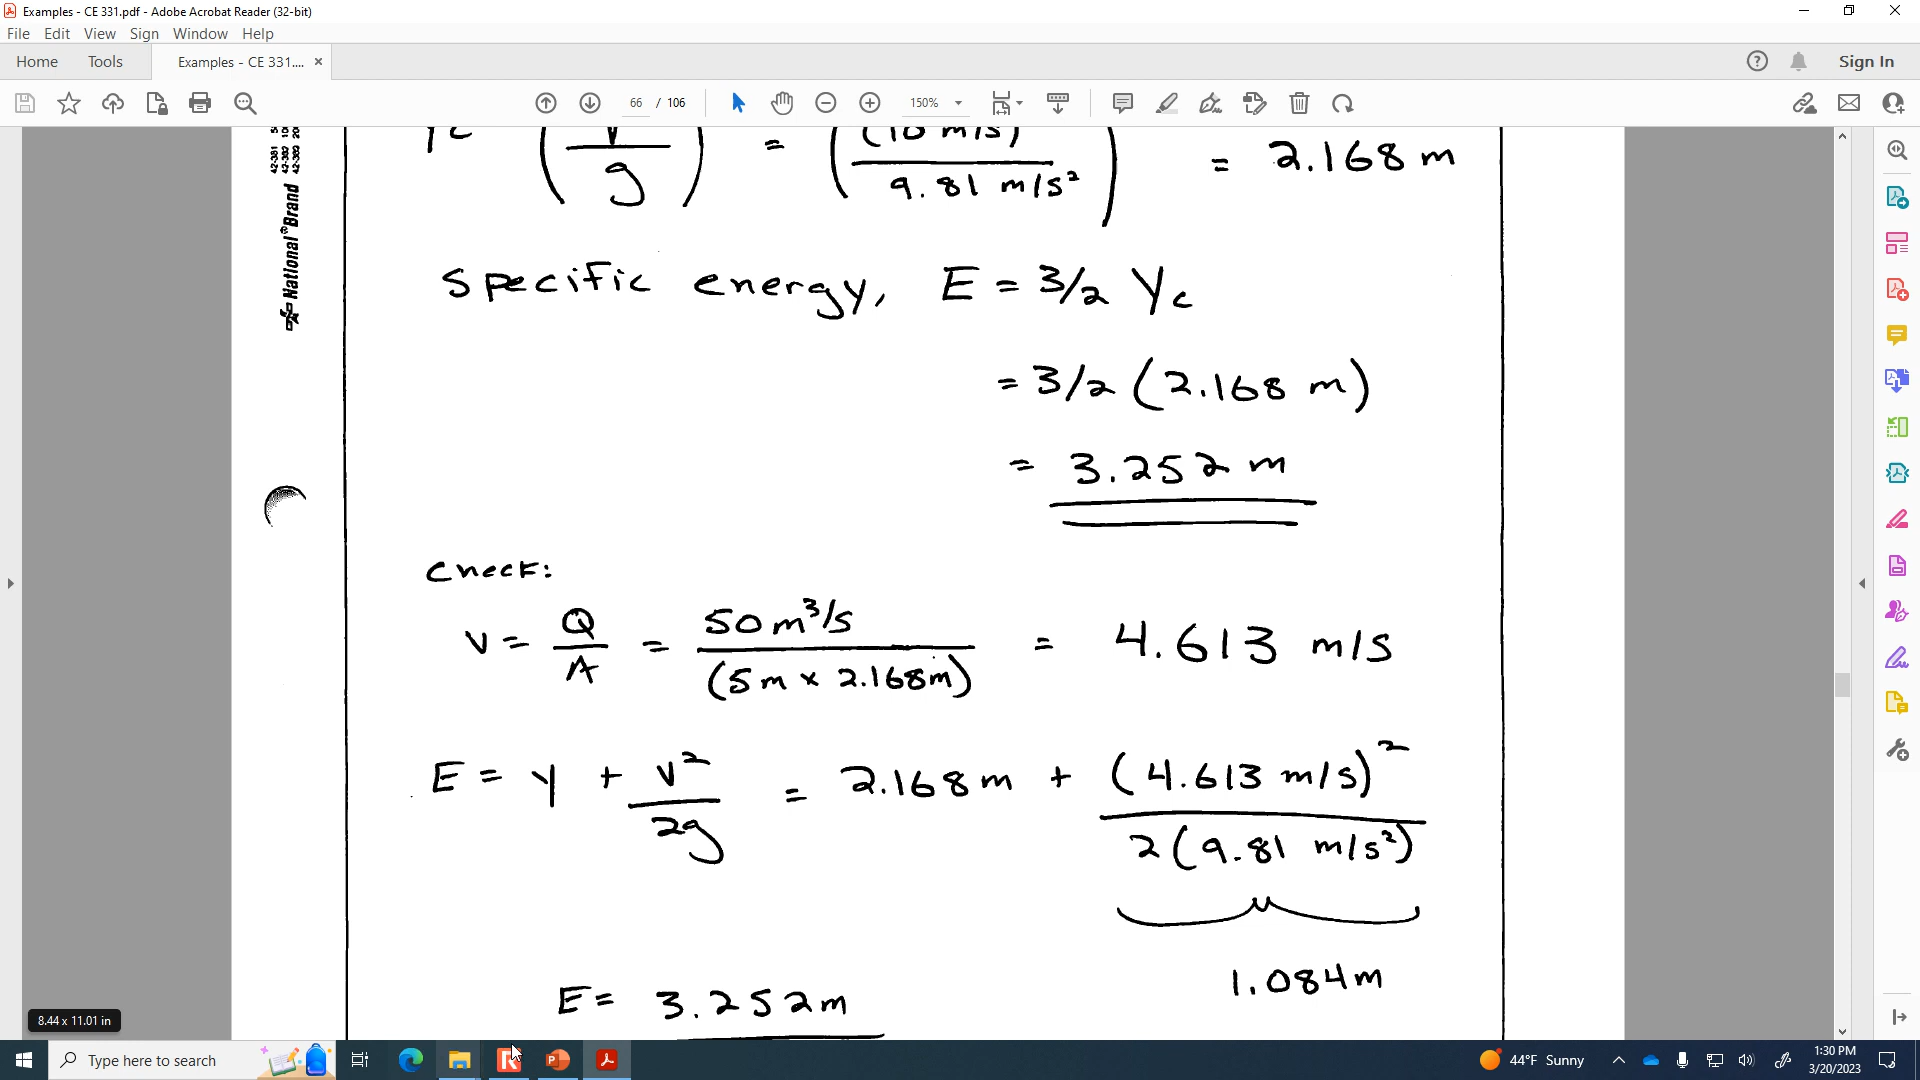 Examples - CE 331.pdf - Adobe Acrobat Reader (32-bit)
File Edit View Sign Window Help
Home Tools Examples - CE 331.... × Sign In
66 / 106 150%
National ® Brand
Yc = (10 m/s) = 2.168 m
g 9.81 m/s²
Specific energy, E = 3/2 Yc
= 3/2 (2.168 m)
= 3.252 m
Check:
V = Q/A = 50 m³/s / (5m x 2.168m) = 4.613 m/s
E = y + v²/2g = 2.168 m + (4.613 m/s)² / 2(9.81 m/s²)
1.084 m
E = 3.252 m
8.44 x 11.01 in
Type here to search
44°F Sunny
1:30 PM
3/20/2023